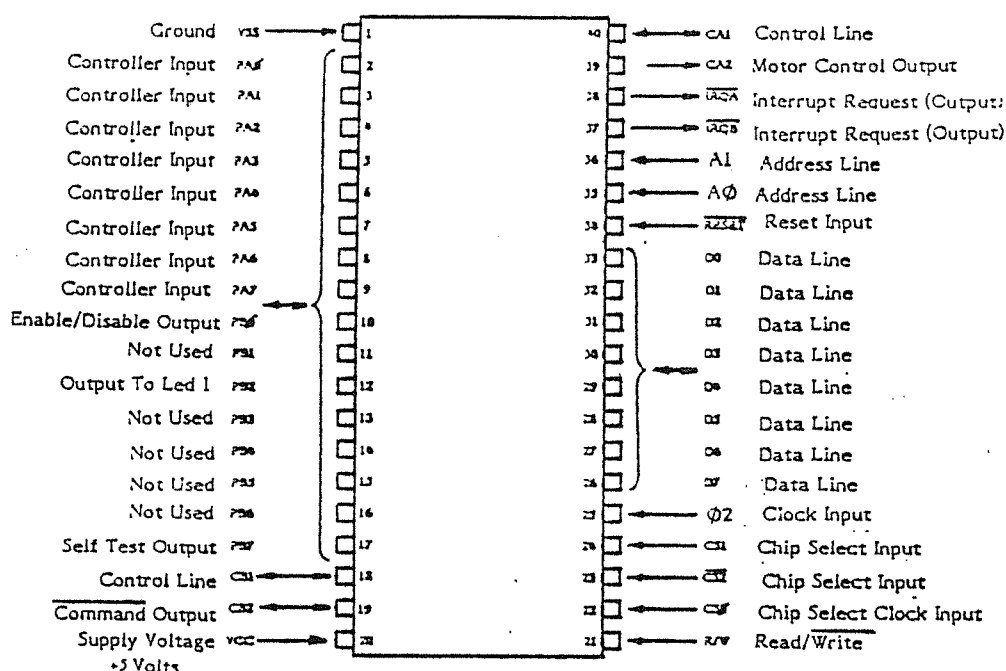 Ground VSS 1
Controller Input PA0 2
Controller Input PA1 3
Controller Input PA2 4
Controller Input PA3 5
Controller Input PA4 6
Controller Input PA5 7
Controller Input PA6 8
Controller Input PA7 9
Enable/Disable Output PB0 10
Not Used PB1 11
Output To Led 1 PB2 12
Not Used PB3 13
Not Used PB4 14
Not Used PB5 15
Not Used PB6 16
Self Test Output PB7 17
Control Line CB1 18
Command Output CB2 19
Supply Voltage VCC 20
+5 Volts
40 CA1 Control Line
39 CA2 Motor Control Output
38 IRQA Interrupt Request (Output)
37 IRQB Interrupt Request (Output)
36 A1 Address Line
35 AØ Address Line
34 RESET Reset Input
33 D0 Data Line
32 D1 Data Line
31 D2 Data Line
30 D3 Data Line
29 D4 Data Line
28 D5 Data Line
27 D6 Data Line
26 D7 Data Line
25 Ø2 Clock Input
24 CS1 Chip Select Input
23 CS2 Chip Select Input
22 CS0 Chip Select Clock Input
21 R/W Read/Write